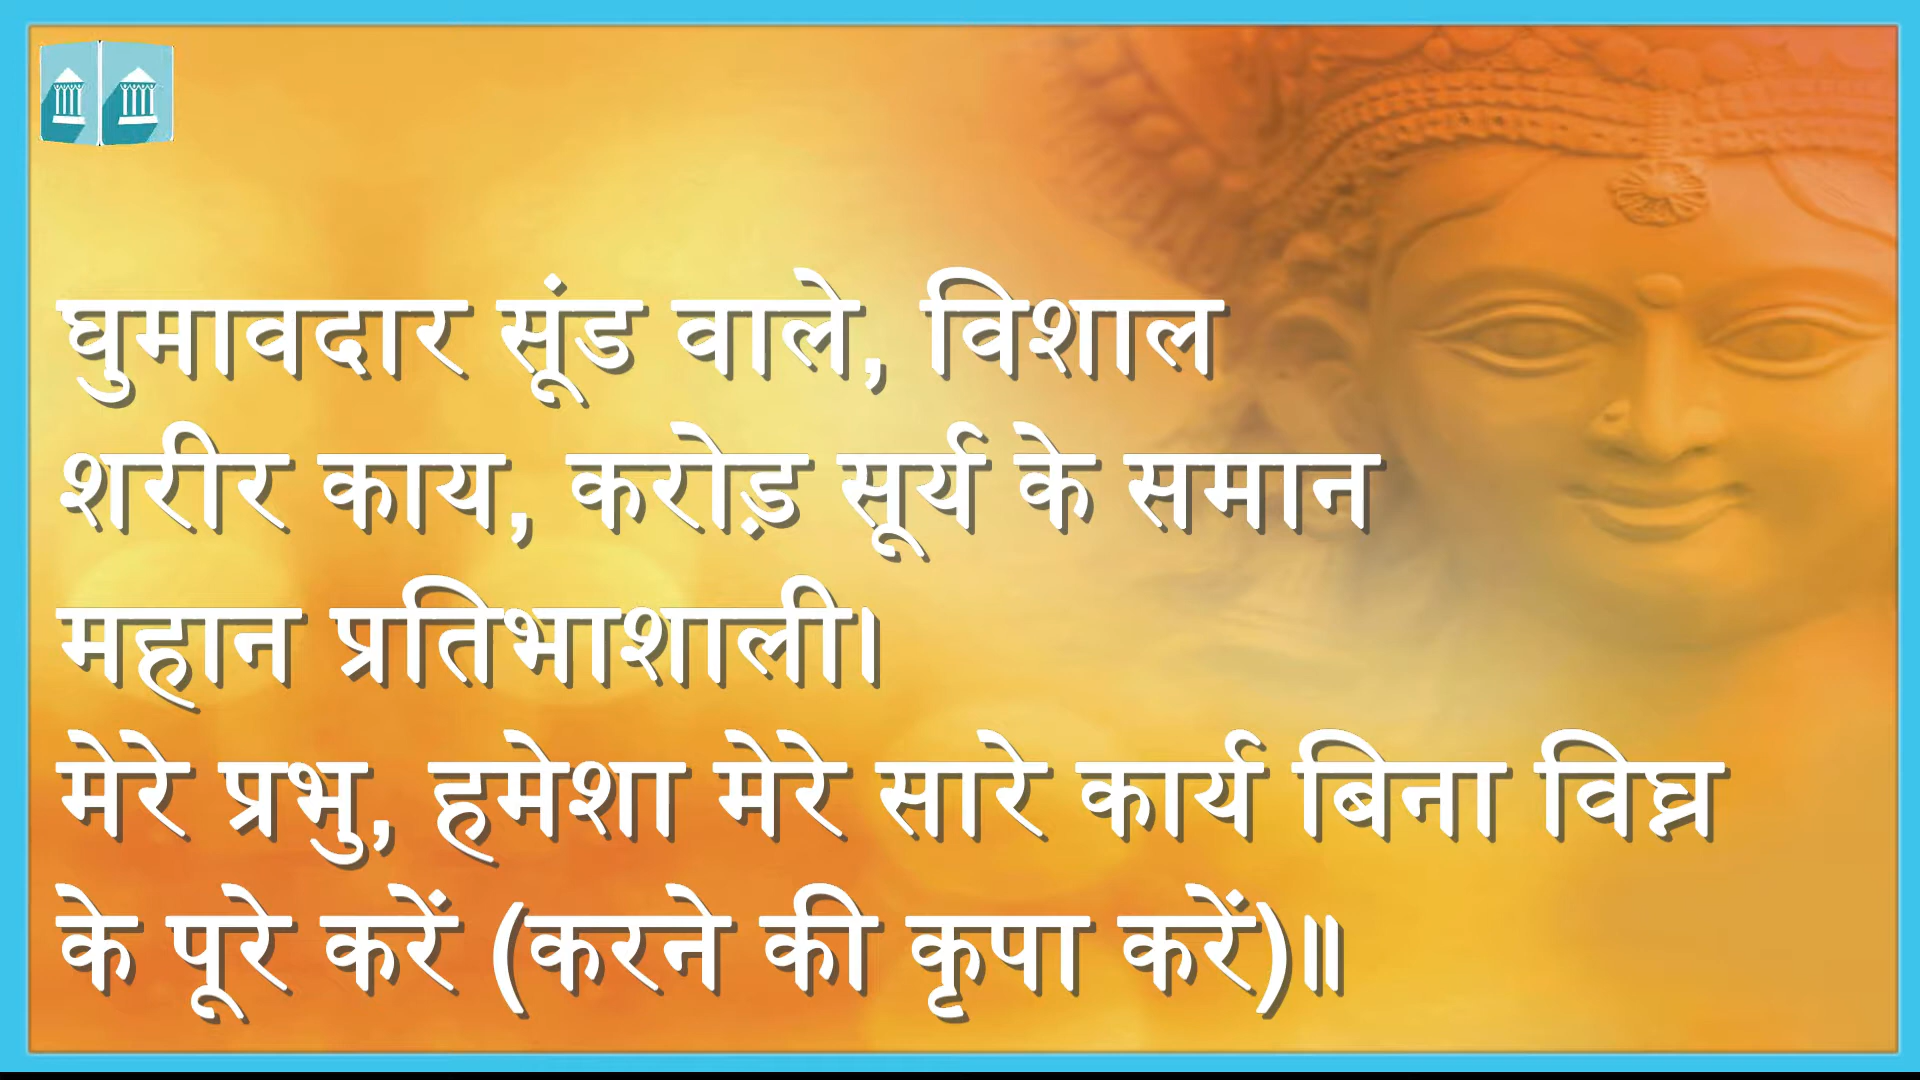 घुमावदार सूंड वाले, विशाल
शरीर काय, करोड़ सूर्य के समान
महान प्रतिभाशाली।
मेरे प्रभु, हमेशा मेरे सारे कार्य बिना विघ्न
के पूरे करें (करने की कृपा करें)॥